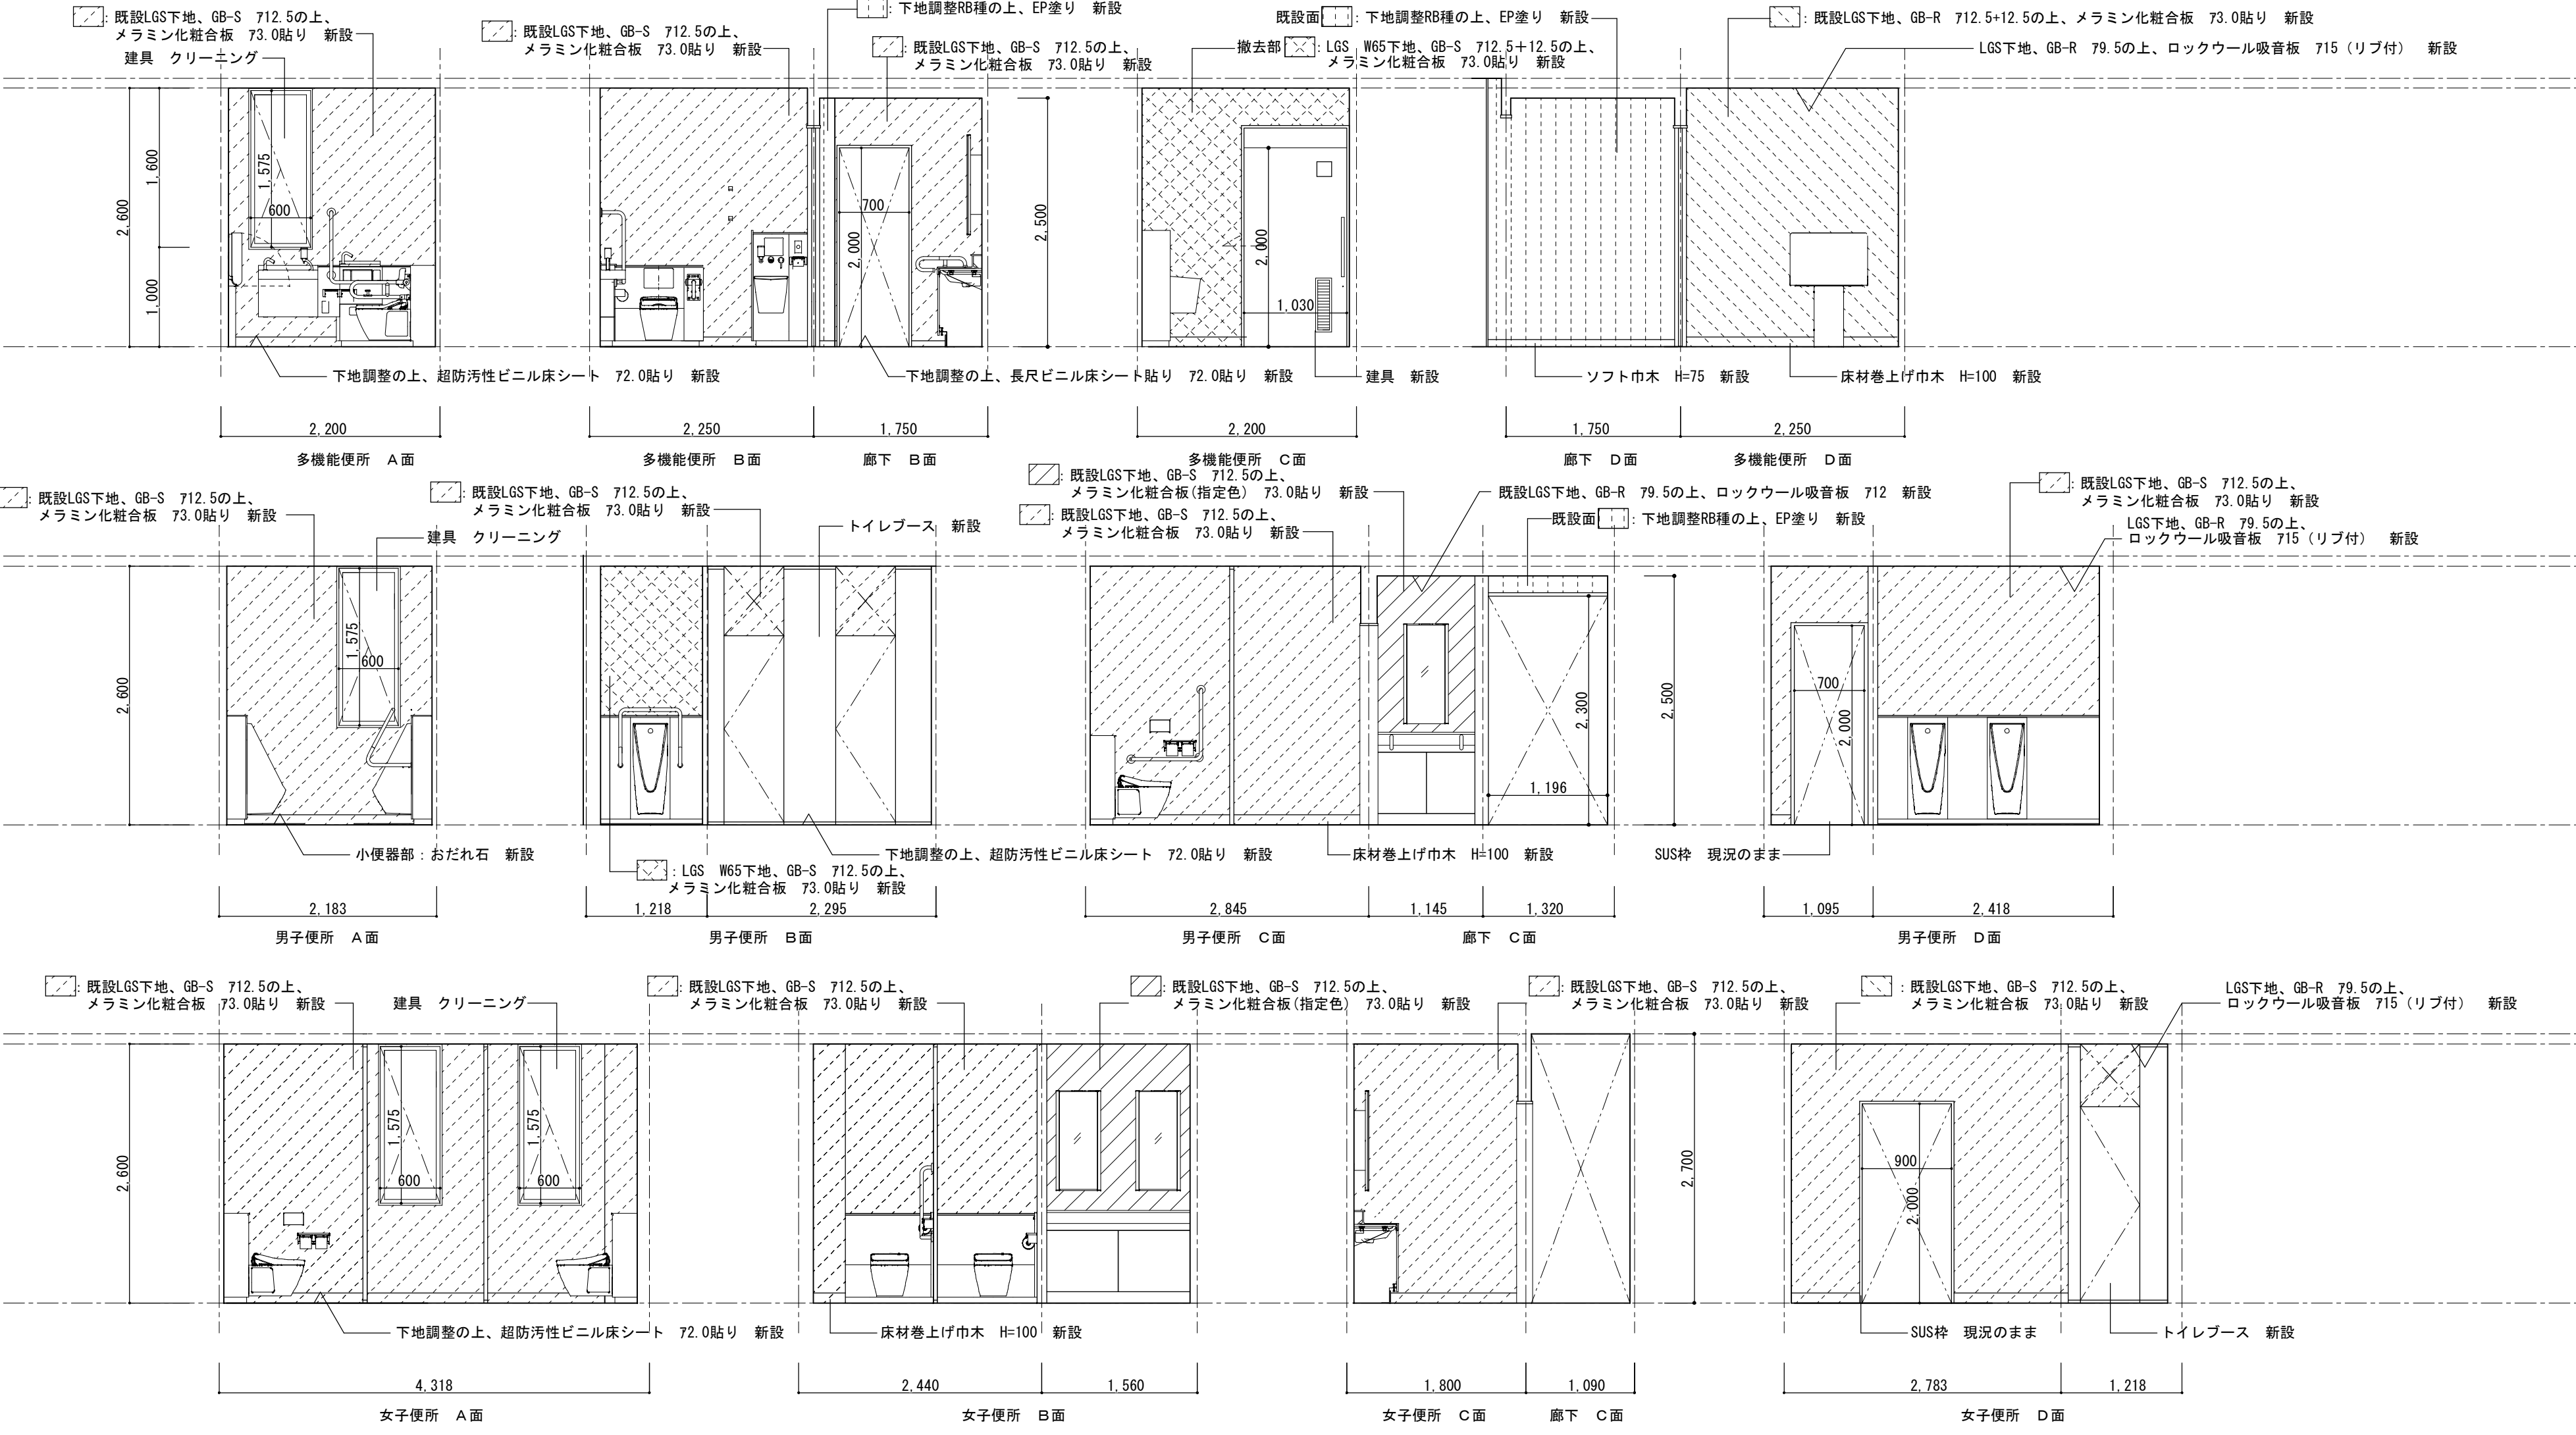 : 既設LGS下地、GB-S ｱ12.5の上、
メラミン化粧合板 ｱ3.0貼り 新設
建具 クリーニング
: 既設LGS下地、GB-S ｱ12.5の上、
メラミン化粧合板 ｱ3.0貼り 新設
: 下地調整RB種の上、EP塗り 新設
: 既設LGS下地、GB-S ｱ12.5の上、
メラミン化粧合板 ｱ3.0貼り 新設
既設面 : 下地調整RB種の上、EP塗り 新設
撤去部 : LGS W65下地、GB-S ｱ12.5＋12.5の上、
メラミン化粧合板 ｱ3.0貼り 新設
: 既設LGS下地、GB-R ｱ12.5+12.5の上、メラミン化粧合板 ｱ3.0貼り 新設
LGS下地、GB-R ｱ9.5の上、ロックウール吸音板 ｱ15（リブ付） 新設
2,600
1,600
1,000
1,575
600
700
2,000
2,500
2,000
1,030
下地調整の上、超防汚性ビニル床シート ｱ2.0貼り 新設
下地調整の上、長尺ビニル床シート貼り ｱ2.0貼り 新設
建具 新設
ソフト巾木 H=75 新設
床材巻上げ巾木 H=100 新設
2,200
2,250
1,750
2,200
1,750
2,250
多機能便所 A面
多機能便所 B面
廊下 B面
多機能便所 C面
廊下 D面
多機能便所 D面
: 既設LGS下地、GB-S ｱ12.5の上、
メラミン化粧合板 ｱ3.0貼り 新設
建具 クリーニング
: 既設LGS下地、GB-S ｱ12.5の上、
メラミン化粧合板 ｱ3.0貼り 新設
トイレブース 新設
: 既設LGS下地、GB-S ｱ12.5の上、
メラミン化粧合板(指定色) ｱ3.0貼り 新設
: 既設LGS下地、GB-S ｱ12.5の上、
メラミン化粧合板 ｱ3.0貼り 新設
既設LGS下地、GB-R ｱ9.5の上、ロックウール吸音板 ｱ12 新設
既設面 : 下地調整RB種の上、EP塗り 新設
: 既設LGS下地、GB-S ｱ12.5の上、
メラミン化粧合板 ｱ3.0貼り 新設
LGS下地、GB-R ｱ9.5の上、
ロックウール吸音板 ｱ15（リブ付） 新設
2,600
1,575
600
2,300
1,196
2,500
700
2,000
小便器部：おだれ石 新設
: LGS W65下地、GB-S ｱ12.5の上、
メラミン化粧合板 ｱ3.0貼り 新設
下地調整の上、超防汚性ビニル床シート ｱ2.0貼り 新設
床材巻上げ巾木 H=100 新設
SUS枠 現況のまま
2,183
1,218
2,295
2,845
1,145
1,320
1,095
2,418
男子便所 A面
男子便所 B面
男子便所 C面
廊下 C面
男子便所 D面
: 既設LGS下地、GB-S ｱ12.5の上、
メラミン化粧合板 ｱ3.0貼り 新設
建具 クリーニング
: 既設LGS下地、GB-S ｱ12.5の上、
メラミン化粧合板 ｱ3.0貼り 新設
: 既設LGS下地、GB-S ｱ12.5の上、
メラミン化粧合板(指定色) ｱ3.0貼り 新設
: 既設LGS下地、GB-S ｱ12.5の上、
メラミン化粧合板 ｱ3.0貼り 新設
: 既設LGS下地、GB-S ｱ12.5の上、
メラミン化粧合板 ｱ3.0貼り 新設
LGS下地、GB-R ｱ9.5の上、
ロックウール吸音板 ｱ15（リブ付） 新設
2,600
1,575
600
1,575
600
2,700
900
2,000
下地調整の上、超防汚性ビニル床シート ｱ2.0貼り 新設
床材巻上げ巾木 H=100 新設
SUS枠 現況のまま
トイレブース 新設
4,318
2,440
1,560
1,800
1,090
2,783
1,218
女子便所 A面
女子便所 B面
女子便所 C面
廊下 C面
女子便所 D面